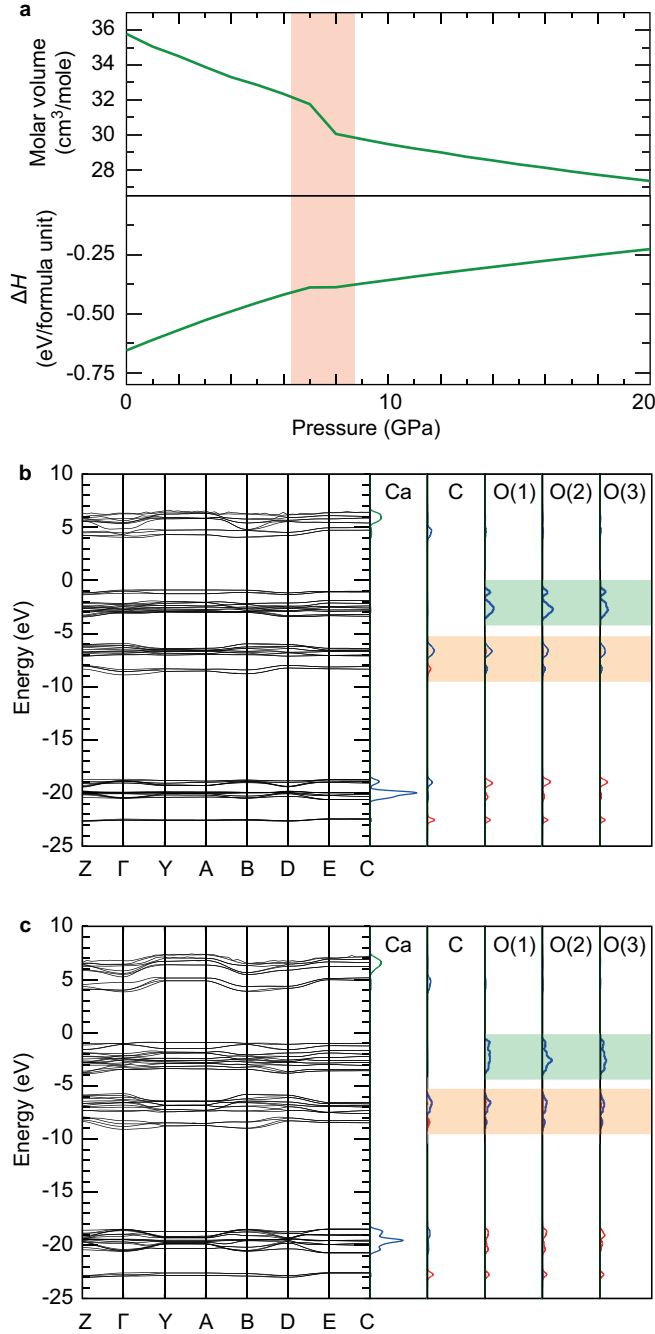 a
36
34
32
30
28
Molar volume
(cm³/mole)
-0.25
-0.50
-0.75
ΔH
(eV/formula unit)
0 10 20
Pressure (GPa)
b
10
5
0
-5
-10
-15
-20
-25
Energy (eV)
Ca C O(1) O(2) O(3)
Z Γ Y A B D E C
c
10
5
0
-5
-10
-15
-20
-25
Energy (eV)
Ca C O(1) O(2) O(3)
Z Γ Y A B D E C